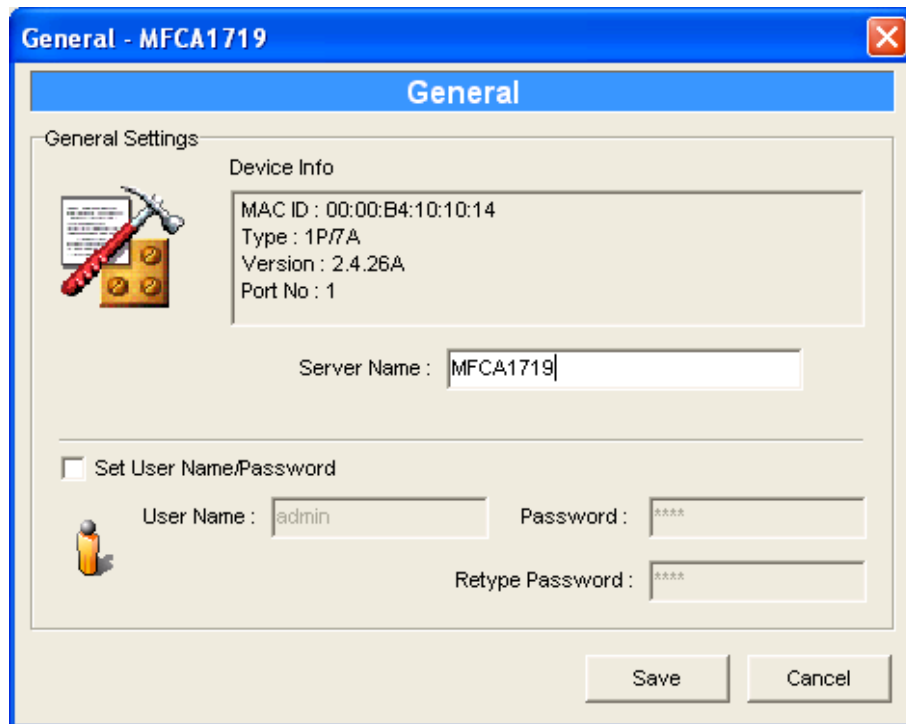 General - MFCA1719
General
General Settings
Device Info
MAC ID : 00:00:B4:10:10:14
Type : 1P/7A
Version : 2.4.26A
Port No : 1
Server Name : MFCA1719
Set User Name/Password
User Name : admin Password : ****
Retype Password : ****
Save Cancel